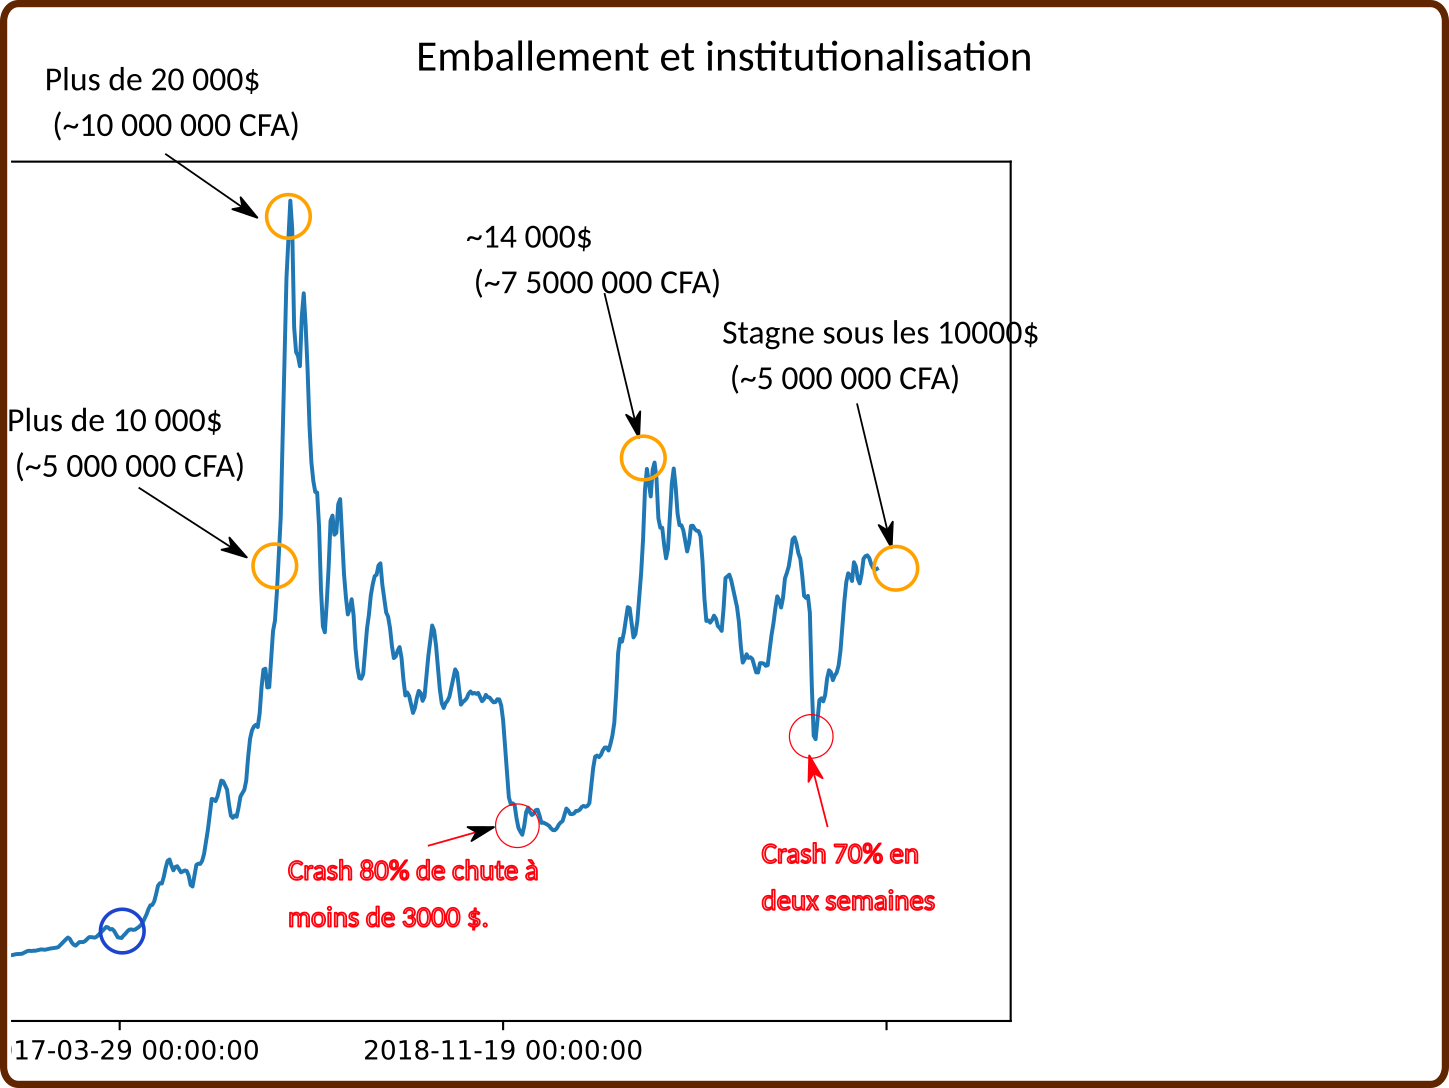 Emballement et institutionalisation
Plus de 20 000$
(~10 000 000 CFA)
~14 000$
(~7 5000 000 CFA)
Stagne sous les 10000$
(~5 000 000 CFA)
Plus de 10 000$
(~5 000 000 CFA)
Crash 80% de chute à
moins de 3000 $.
Crash 70% en
deux semaines
17-03-29 00:00:00
2018-11-19 00:00:00